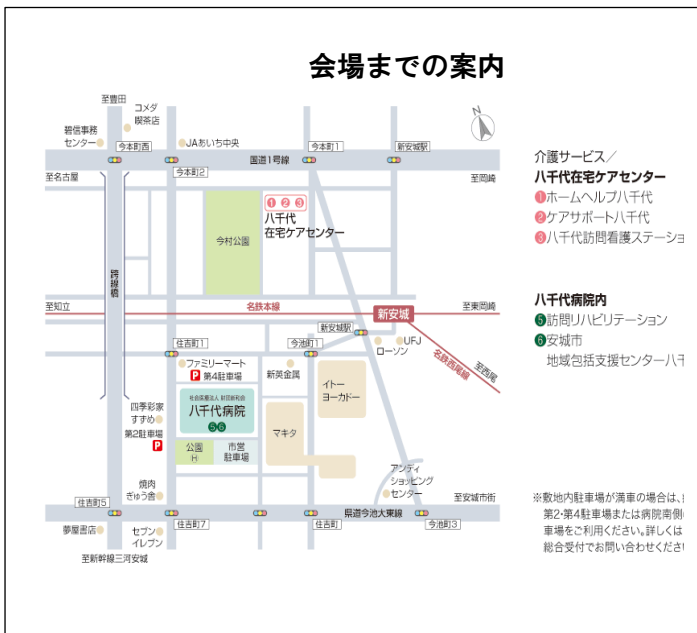 会場までの案内
至豊田
コメダ
喫茶店
碧信事務
センター
今本町西
JAあいち中央
今本町1
新安城駅
N
国道1号線
今本町2
至名古屋
至岡崎
1 2 3
八千代
在宅ケアセンター
今村公園
跨線橋
至知立
名鉄本線
新安城
至東岡崎
新安城駅
住吉町1
今池町1
UFJ
ローソン
名鉄西尾線
至西尾
ファミリーマート
P 第4駐車場
新英金属
イトー
ヨーカドー
社会医療法人 財団新和会
八千代病院
5 6
四季彩家
すずめ
第2駐車場
P
マキタ
公園
H
市営
駐車場
焼肉
ぎゅう舎
アンディ
ショッピング
センター
至安城市街
住吉町5
県道今池大東線
夢屋書店
セブン
イレブン
住吉町7
住吉町
今池町3
至新幹線三河安城
介護サービス/
八千代在宅ケアセンター
1ホームヘルプ八千代
2ケアサポート八千代
3八千代訪問看護ステーショ
八千代病院内
5訪問リハビリテーション
6安城市
地域包括支援センター八千
※敷地内駐車場が満車の場合は、
第2・第4駐車場または病院南側
車場をご利用ください。詳しくは
総合受付でお問い合わせくださ